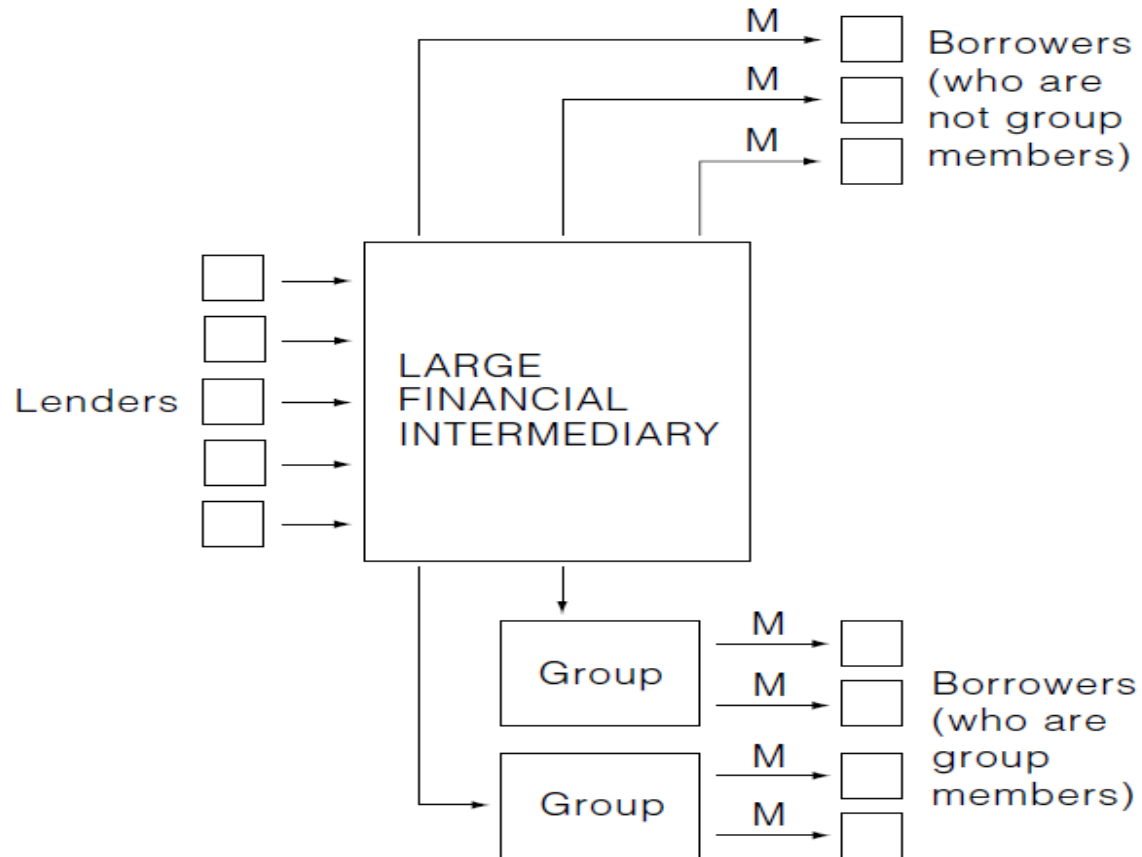 M
Borrowers
(who are
not group
members)
M
M
Lenders
LARGE
FINANCIAL
INTERMEDIARY
Group
M
M
Group
M
M
Borrowers
(who are
group
members)